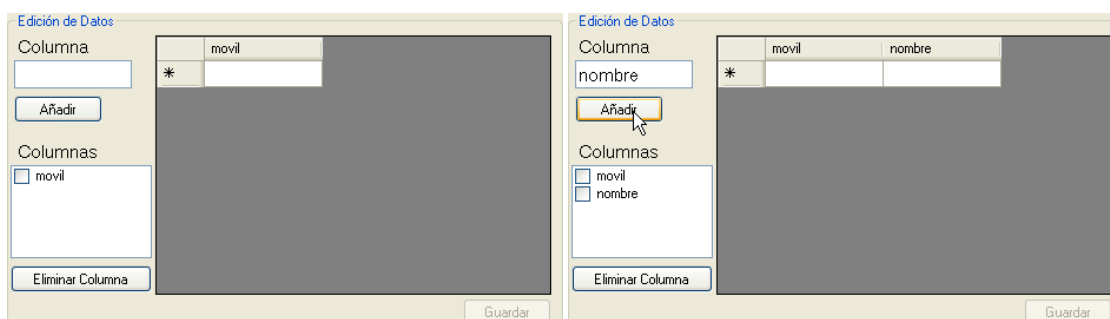 Edición de Datos
Columna
movil
*
Añadir
Columnas
movil
Eliminar Columna
Guardar
Edición de Datos
Columna
movil nombre
nombre
*
Añadir
Columnas
movil
nombre
Eliminar Columna
Guardar